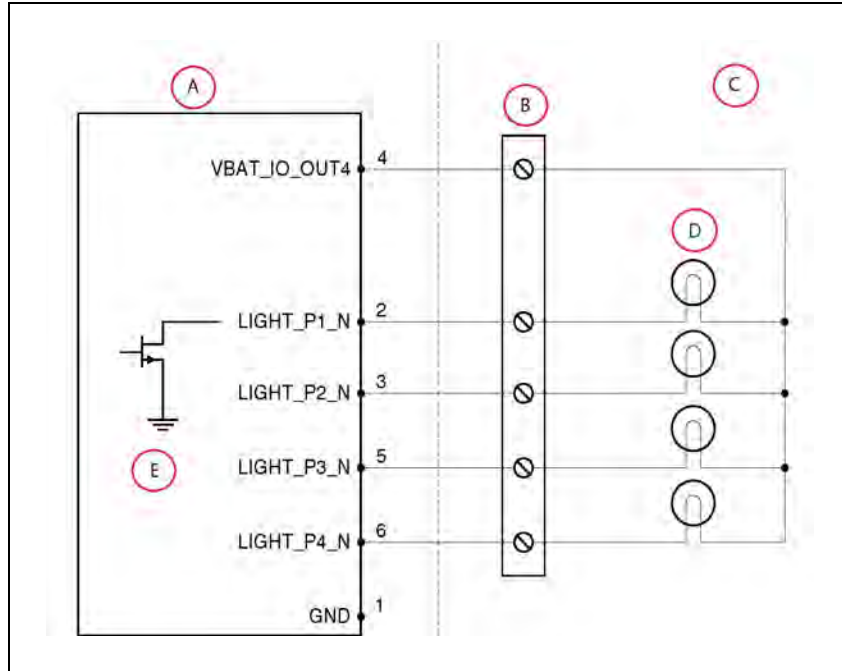 A
B
C
VBAT_IO_OUT4 4
D
LIGHT_P1_N 2
LIGHT_P2_N 3
E
LIGHT_P3_N 5
LIGHT_P4_N 6
GND 1